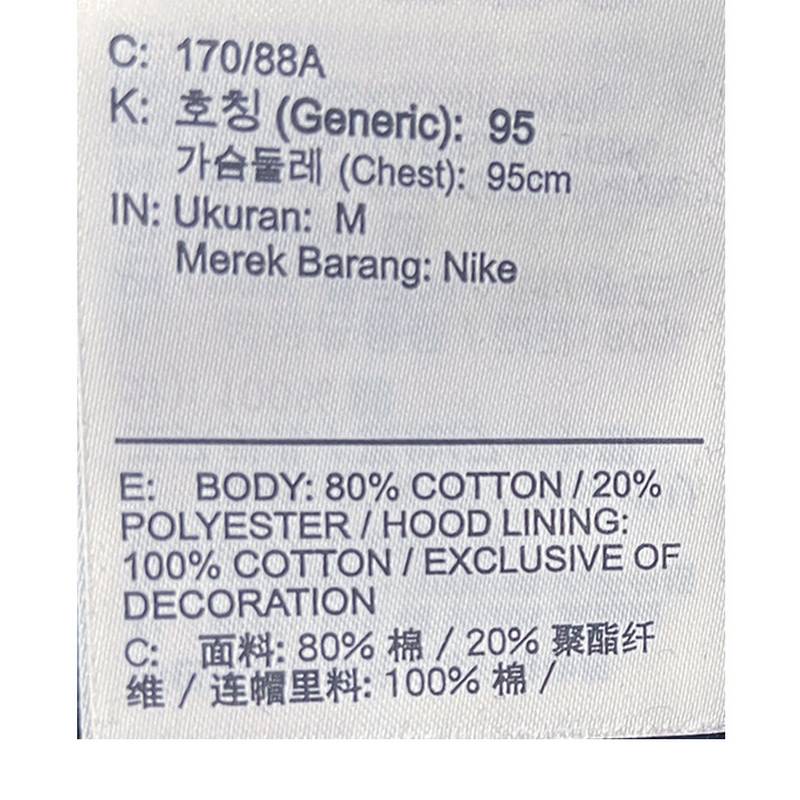 C: 170/88A
K: 호칭 (Generic): 95
가슴둘레 (Chest): 95cm
IN: Ukuran: M
Merek Barang: Nike
E: BODY: 80% COTTON / 20%
POLYESTER / HOOD LINING:
100% COTTON / EXCLUSIVE OF
DECORATION
C: 面料: 80% 棉 / 20% 聚酯纤
维 / 连帽里料: 100% 棉 /